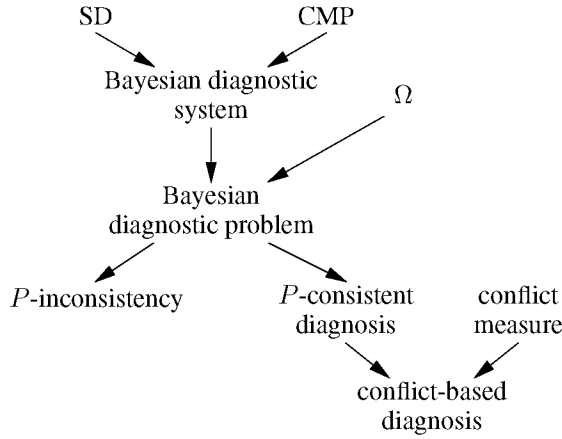 SD
CMP
Bayesian diagnostic
system
Ω
Bayesian
diagnostic problem
P-inconsistency
P-consistent
diagnosis
conflict
measure
conflict-based
diagnosis